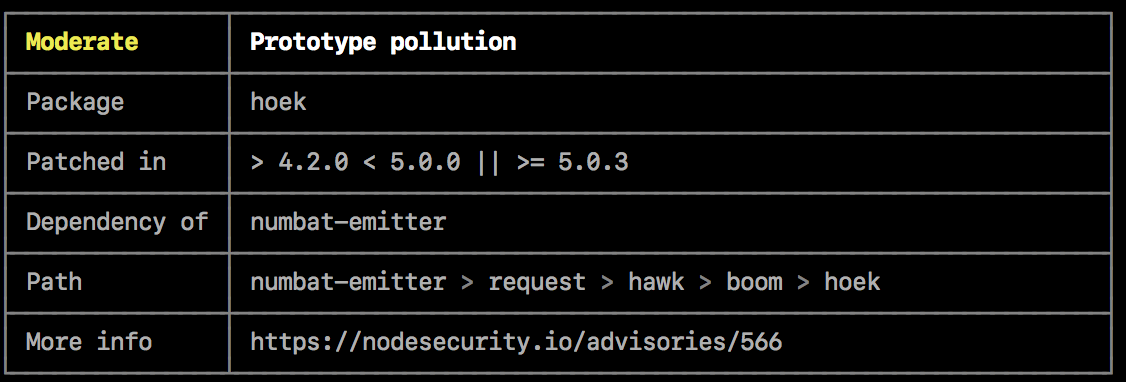 Moderate Prototype pollution
Package hoek
Patched in > 4.2.0 < 5.0.0 || >= 5.0.3
Dependency of numbat-emitter
Path numbat-emitter > request > hawk > boom > hoek
More info https://nodesecurity.io/advisories/566